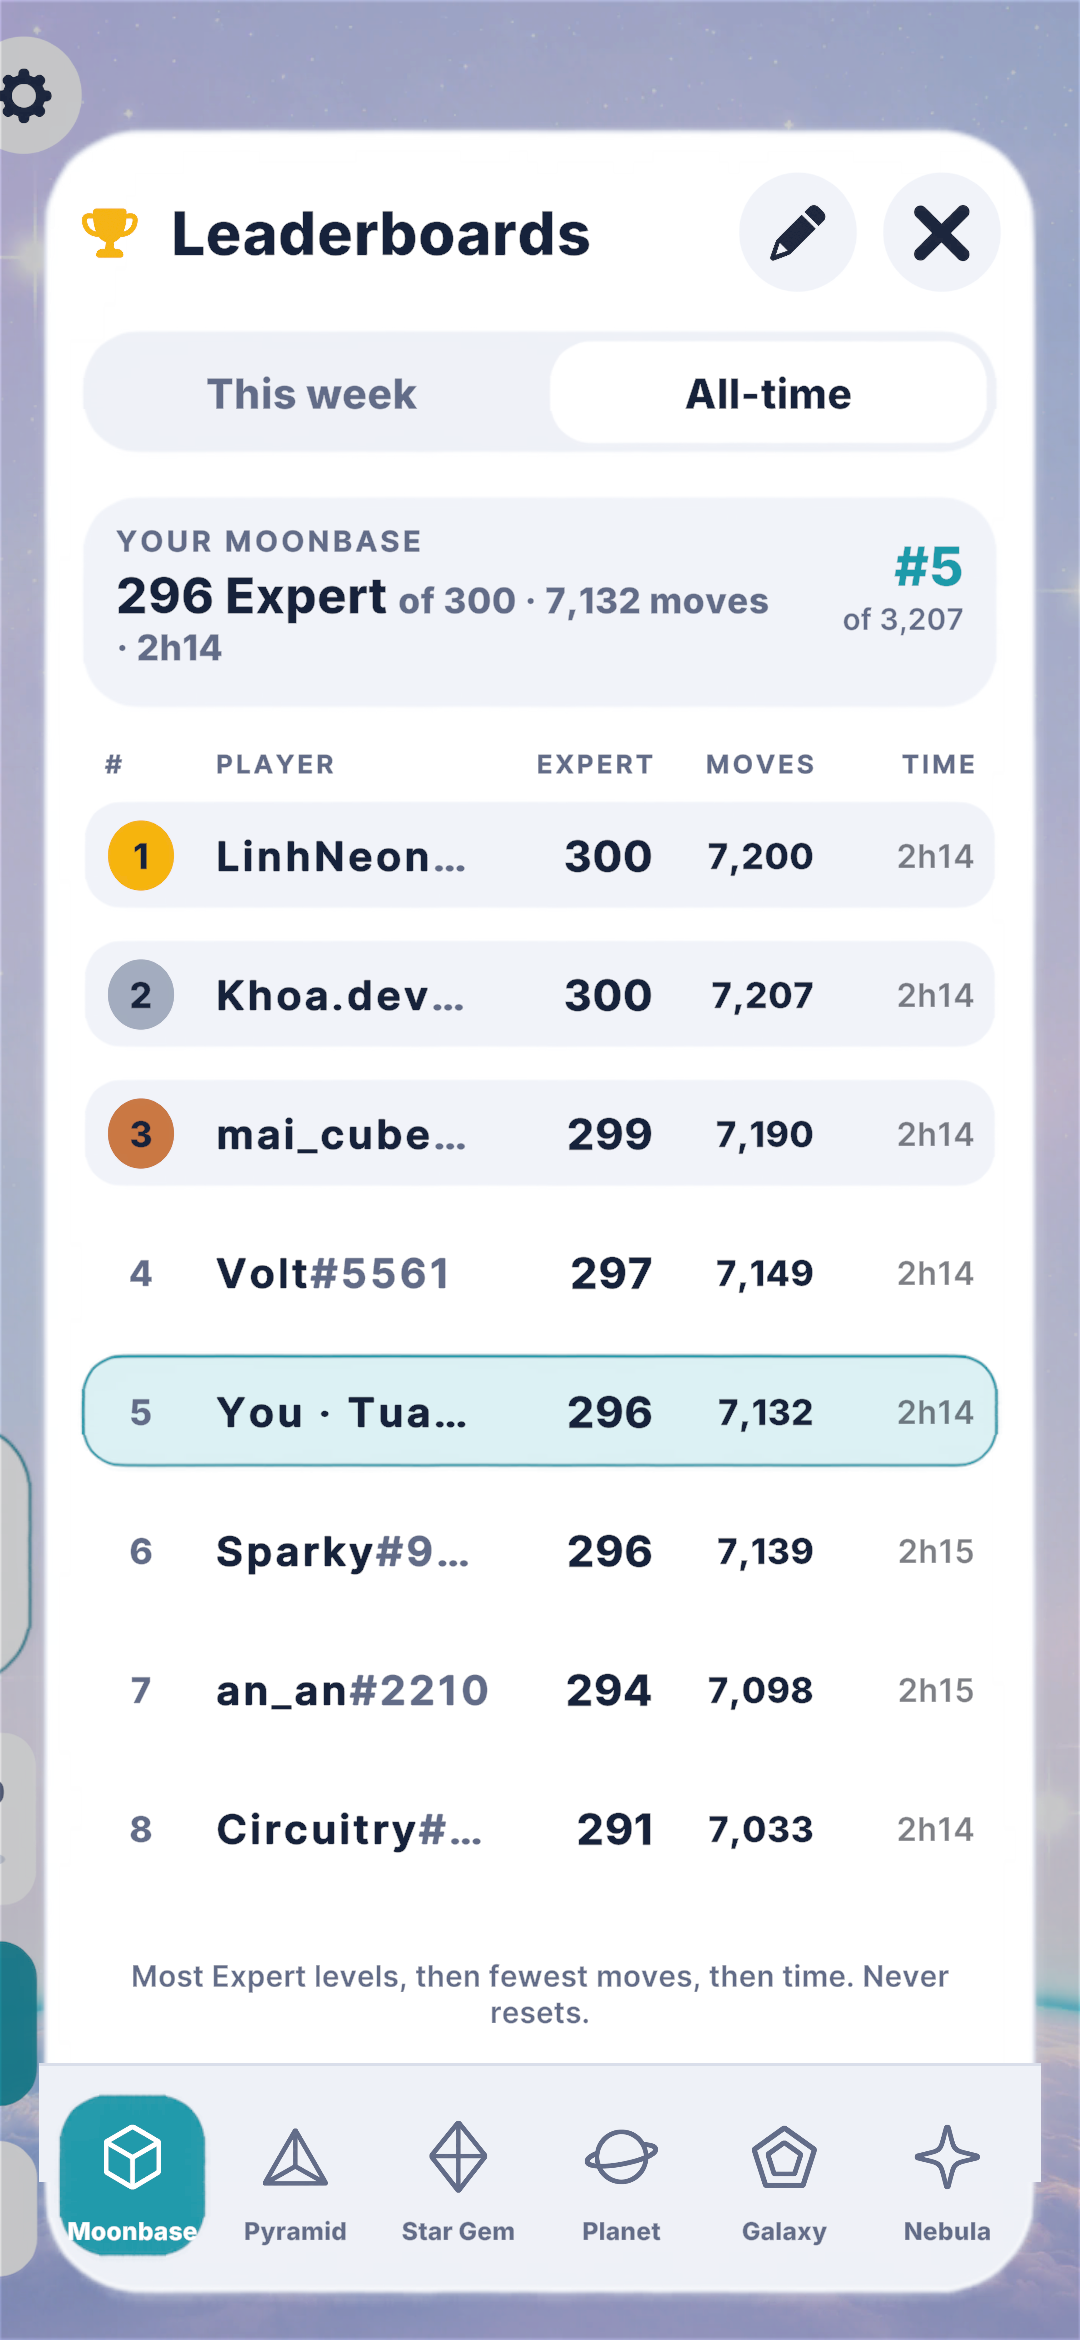 Leaderboards
This week
All-time
YOUR MOONBASE
296 Expert of 300 · 7,132 moves
· 2h14
#5
of 3,207
# PLAYER EXPERT MOVES TIME
1 LinhNeon... 300 7,200 2h14
2 Khoa.dev... 300 7,207 2h14
3 mai_cube... 299 7,190 2h14
4 Volt#5561 297 7,149 2h14
5 You · Tua... 296 7,132 2h14
6 Sparky#9... 296 7,139 2h15
7 an_an#2210 294 7,098 2h15
8 Circuitry#... 291 7,033 2h14
Most Expert levels, then fewest moves, then time. Never
resets.
Moonbase Pyramid Star Gem Planet Galaxy Nebula